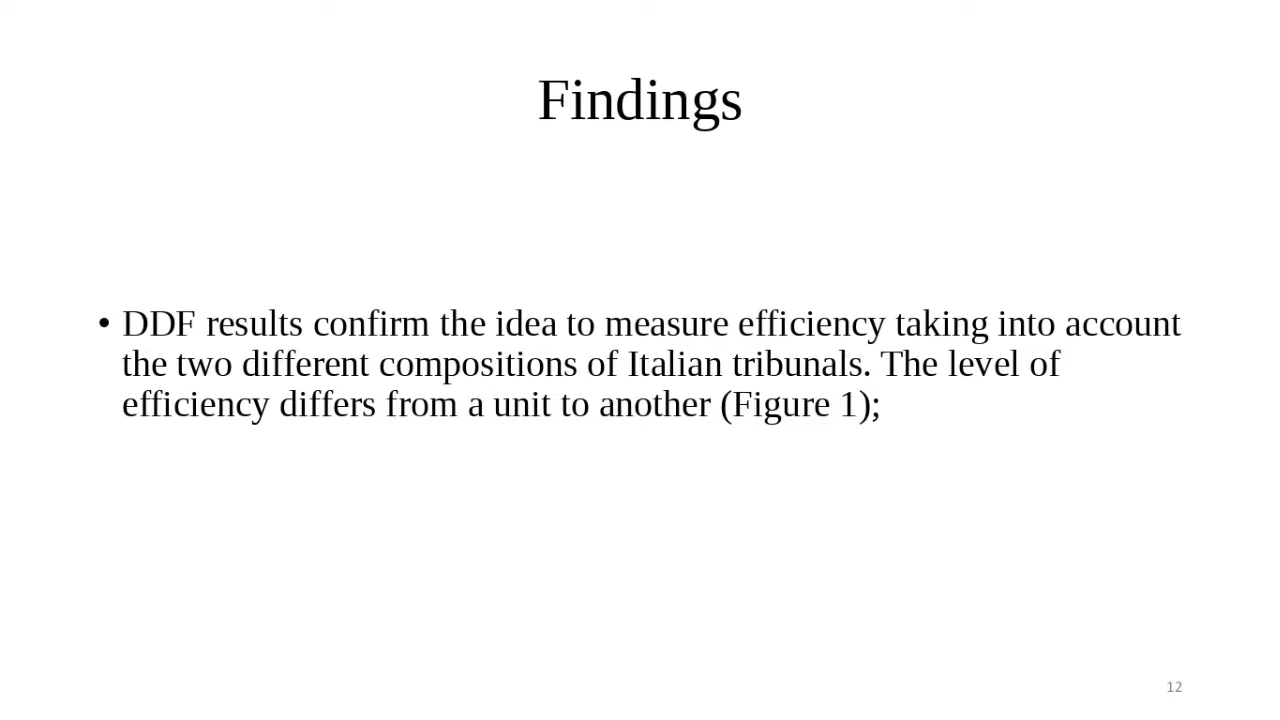 Findings
• DDF results confirm the idea to measure efficiency taking into account
the two different compositions of Italian tribunals. The level of
efficiency differs from a unit to another (Figure 1);
12